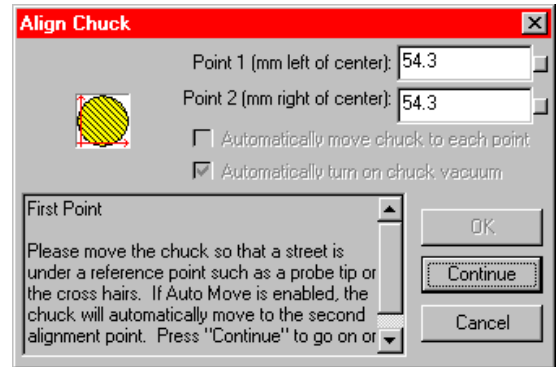 Align Chuck
Point 1 (mm left of center): 54.3
Point 2 (mm right of center): 54.3
Automatically move chuck to each point
Automatically turn on chuck vacuum
First Point
Please move the chuck so that a street is
under a reference point such as a probe tip or
the cross hairs. If Auto Move is enabled, the
chuck will automatically move to the second
alignment point. Press "Continue" to go on or
OK
Continue
Cancel